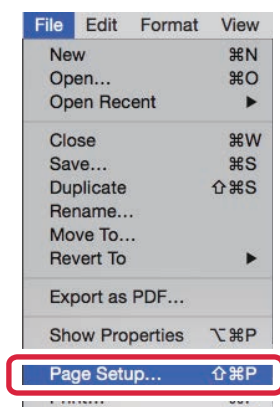 File Edit Format View
New ⌘N
Open... ⌘O
Open Recent ▶
Close ⌘W
Save... ⌘S
Duplicate ⇧⌘S
Rename...
Move To...
Revert To ▶
Export as PDF...
Show Properties ⌥⌘P
Page Setup... ⇧⌘P